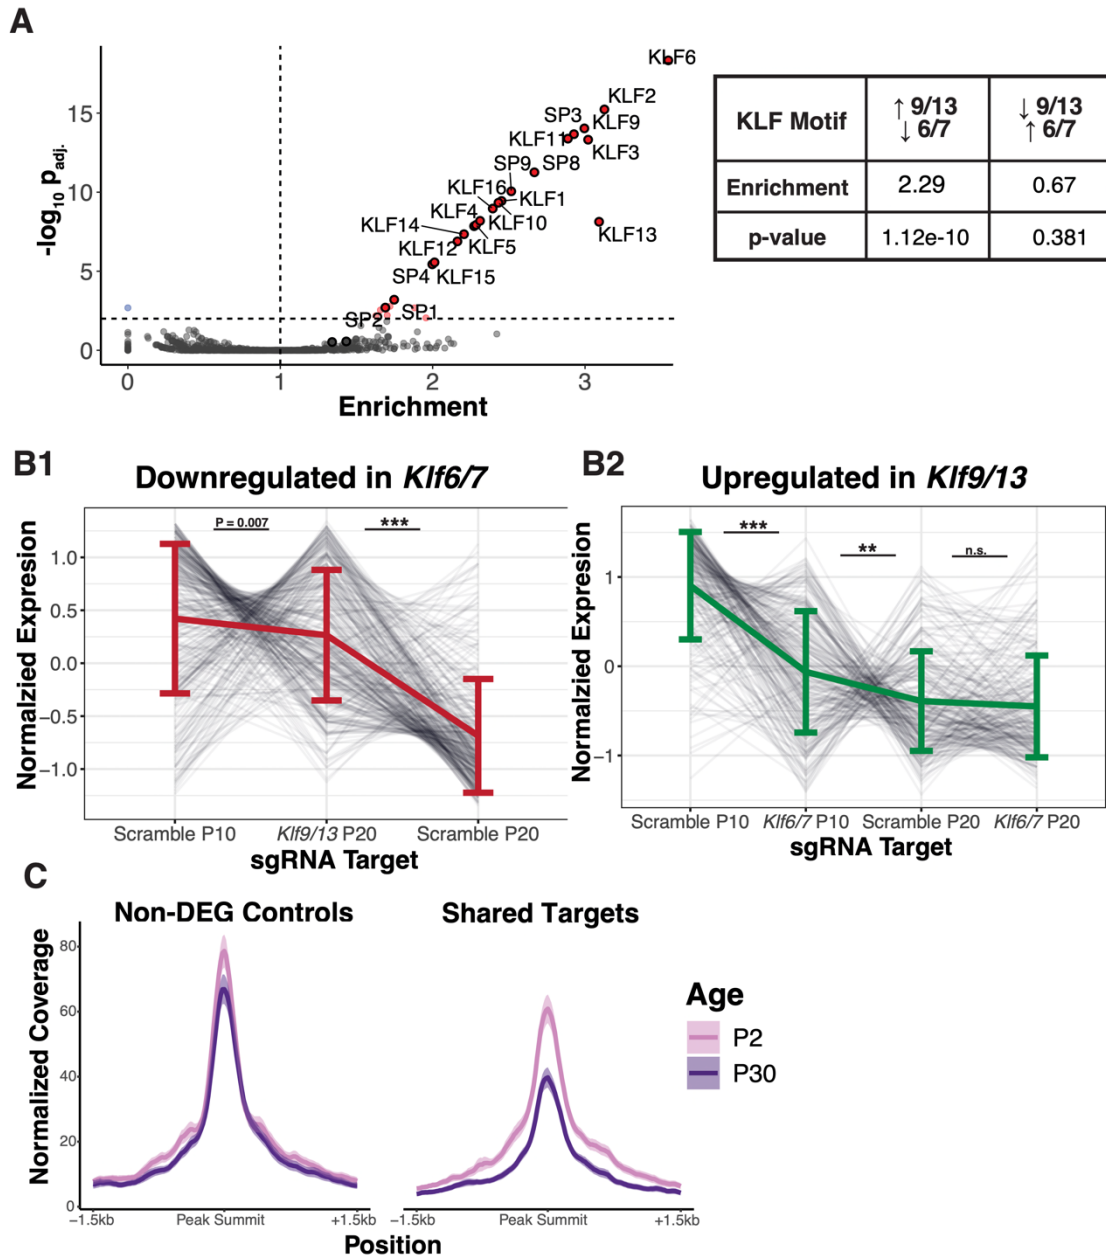 A
-log10 padj.
15
10
5
0
KLF6
KLF2
SP3
KLF9
KLF11
KLF3
SP9
SP8
KLF16
KLF1
KLF4
KLF10
KLF14
KLF5
KLF13
KLF12
SP4
KLF15
SP1
SP2
0
1
2
3
Enrichment
KLF Motif
↑ 9/13
↓ 6/7
↓ 9/13
↑ 6/7
Enrichment
2.29
0.67
p-value
1.12e-10
0.381
B1
Downregulated in Klf6/7
Normalzied Expresion
1.0
0.5
0.0
−0.5
−1.0
P = 0.007
***
Scramble P10
Klf9/13 P20
Scramble P20
sgRNA Target
B2
Upregulated in Klf9/13
Normalzied Expresion
1
0
−1
***
**
n.s.
Scramble P10
Klf6/7 P10
Scramble P20
Klf6/7 P20
sgRNA Target
C
Non-DEG Controls
Shared Targets
Normalized Coverage
80
60
40
20
0
−1.5kb
Peak Summit
+1.5kb
−1.5kb
Peak Summit
+1.5kb
Position
Age
P2
P30